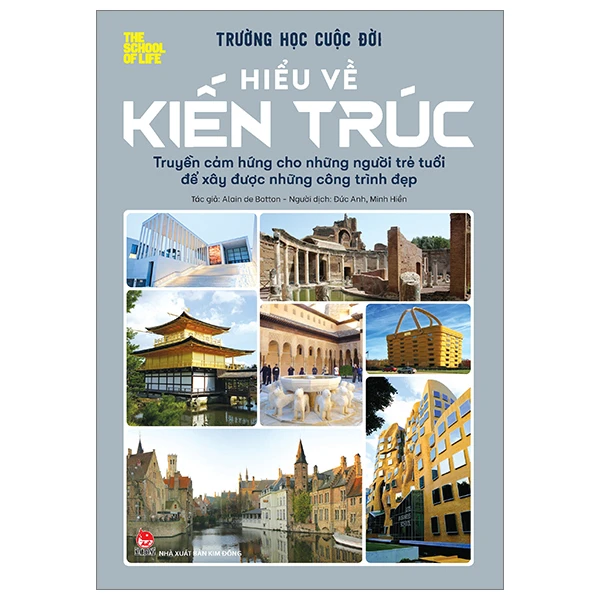 THE
SCHOOL
OF LIFE
TRƯỜNG HỌC CUỘC ĐỜI
HIỂU VỀ
KIẾN TRÚC
Truyền cảm hứng cho những người trẻ tuổi
để xây được những công trình đẹp
Tác giả: Alain de Botton - Người dịch: Đức Anh, Minh Hiền
NHÀ XUẤT BẢN KIM ĐỒNG